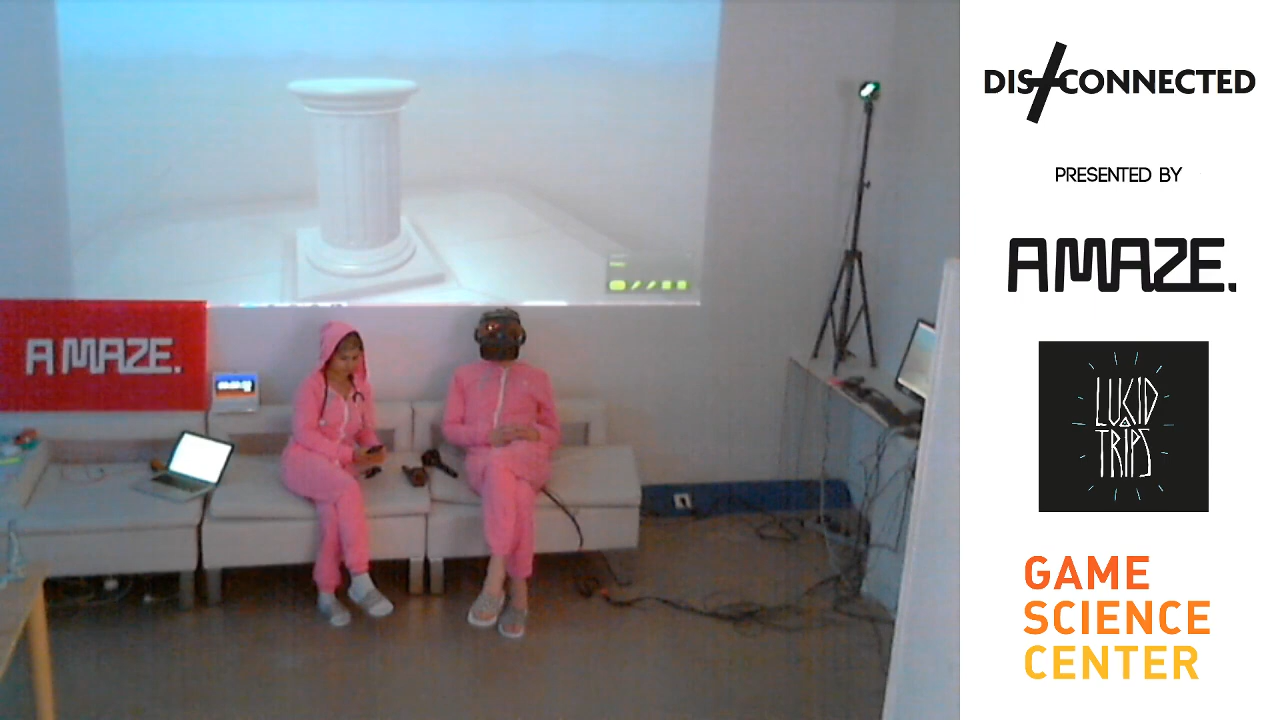 DIS/CONNECTED
PRESENTED BY
A MAZE.
LUCID
TRIPS
GAME
SCIENCE
CENTER
A MAZE.